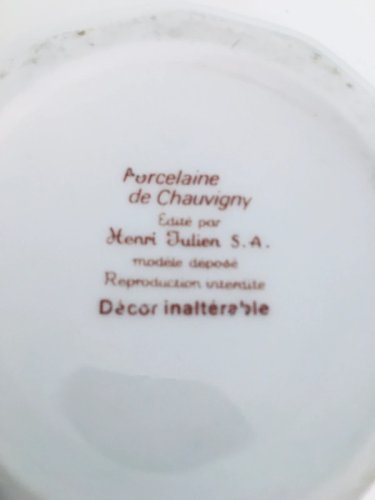 Porcelaine
de Chauvigny
Edité par
Henri Julien S.A.
modèle déposé
Reproduction interdite
Décor inaltérable